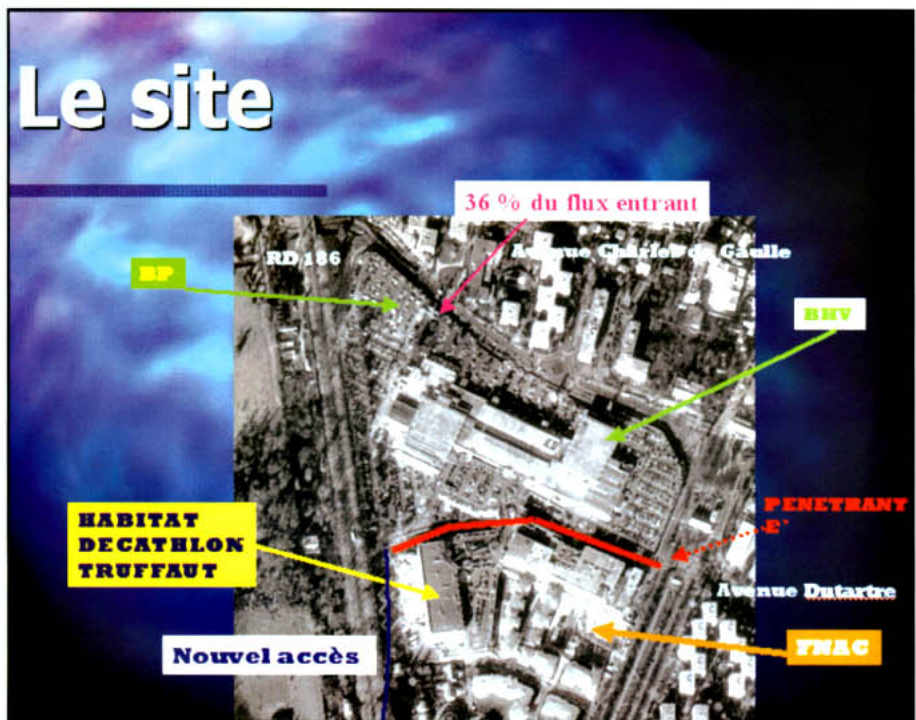 Le site
36 % du flux entrant
RD 186
Avenue Charles de Gaulle
BP
BHV
HABITAT
DECATHLON
TRUFFAUT
PENETRANT
E`
Avenue Dutartre
Nouvel accès
FNAC